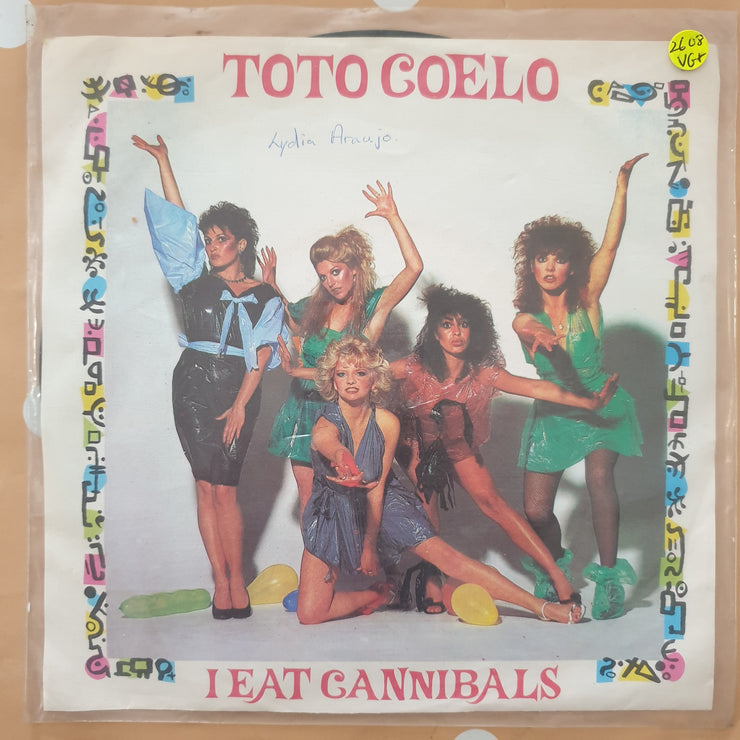 2608
VG+
TOTO COELO
Lydia Araujo.
I EAT CANNIBALS